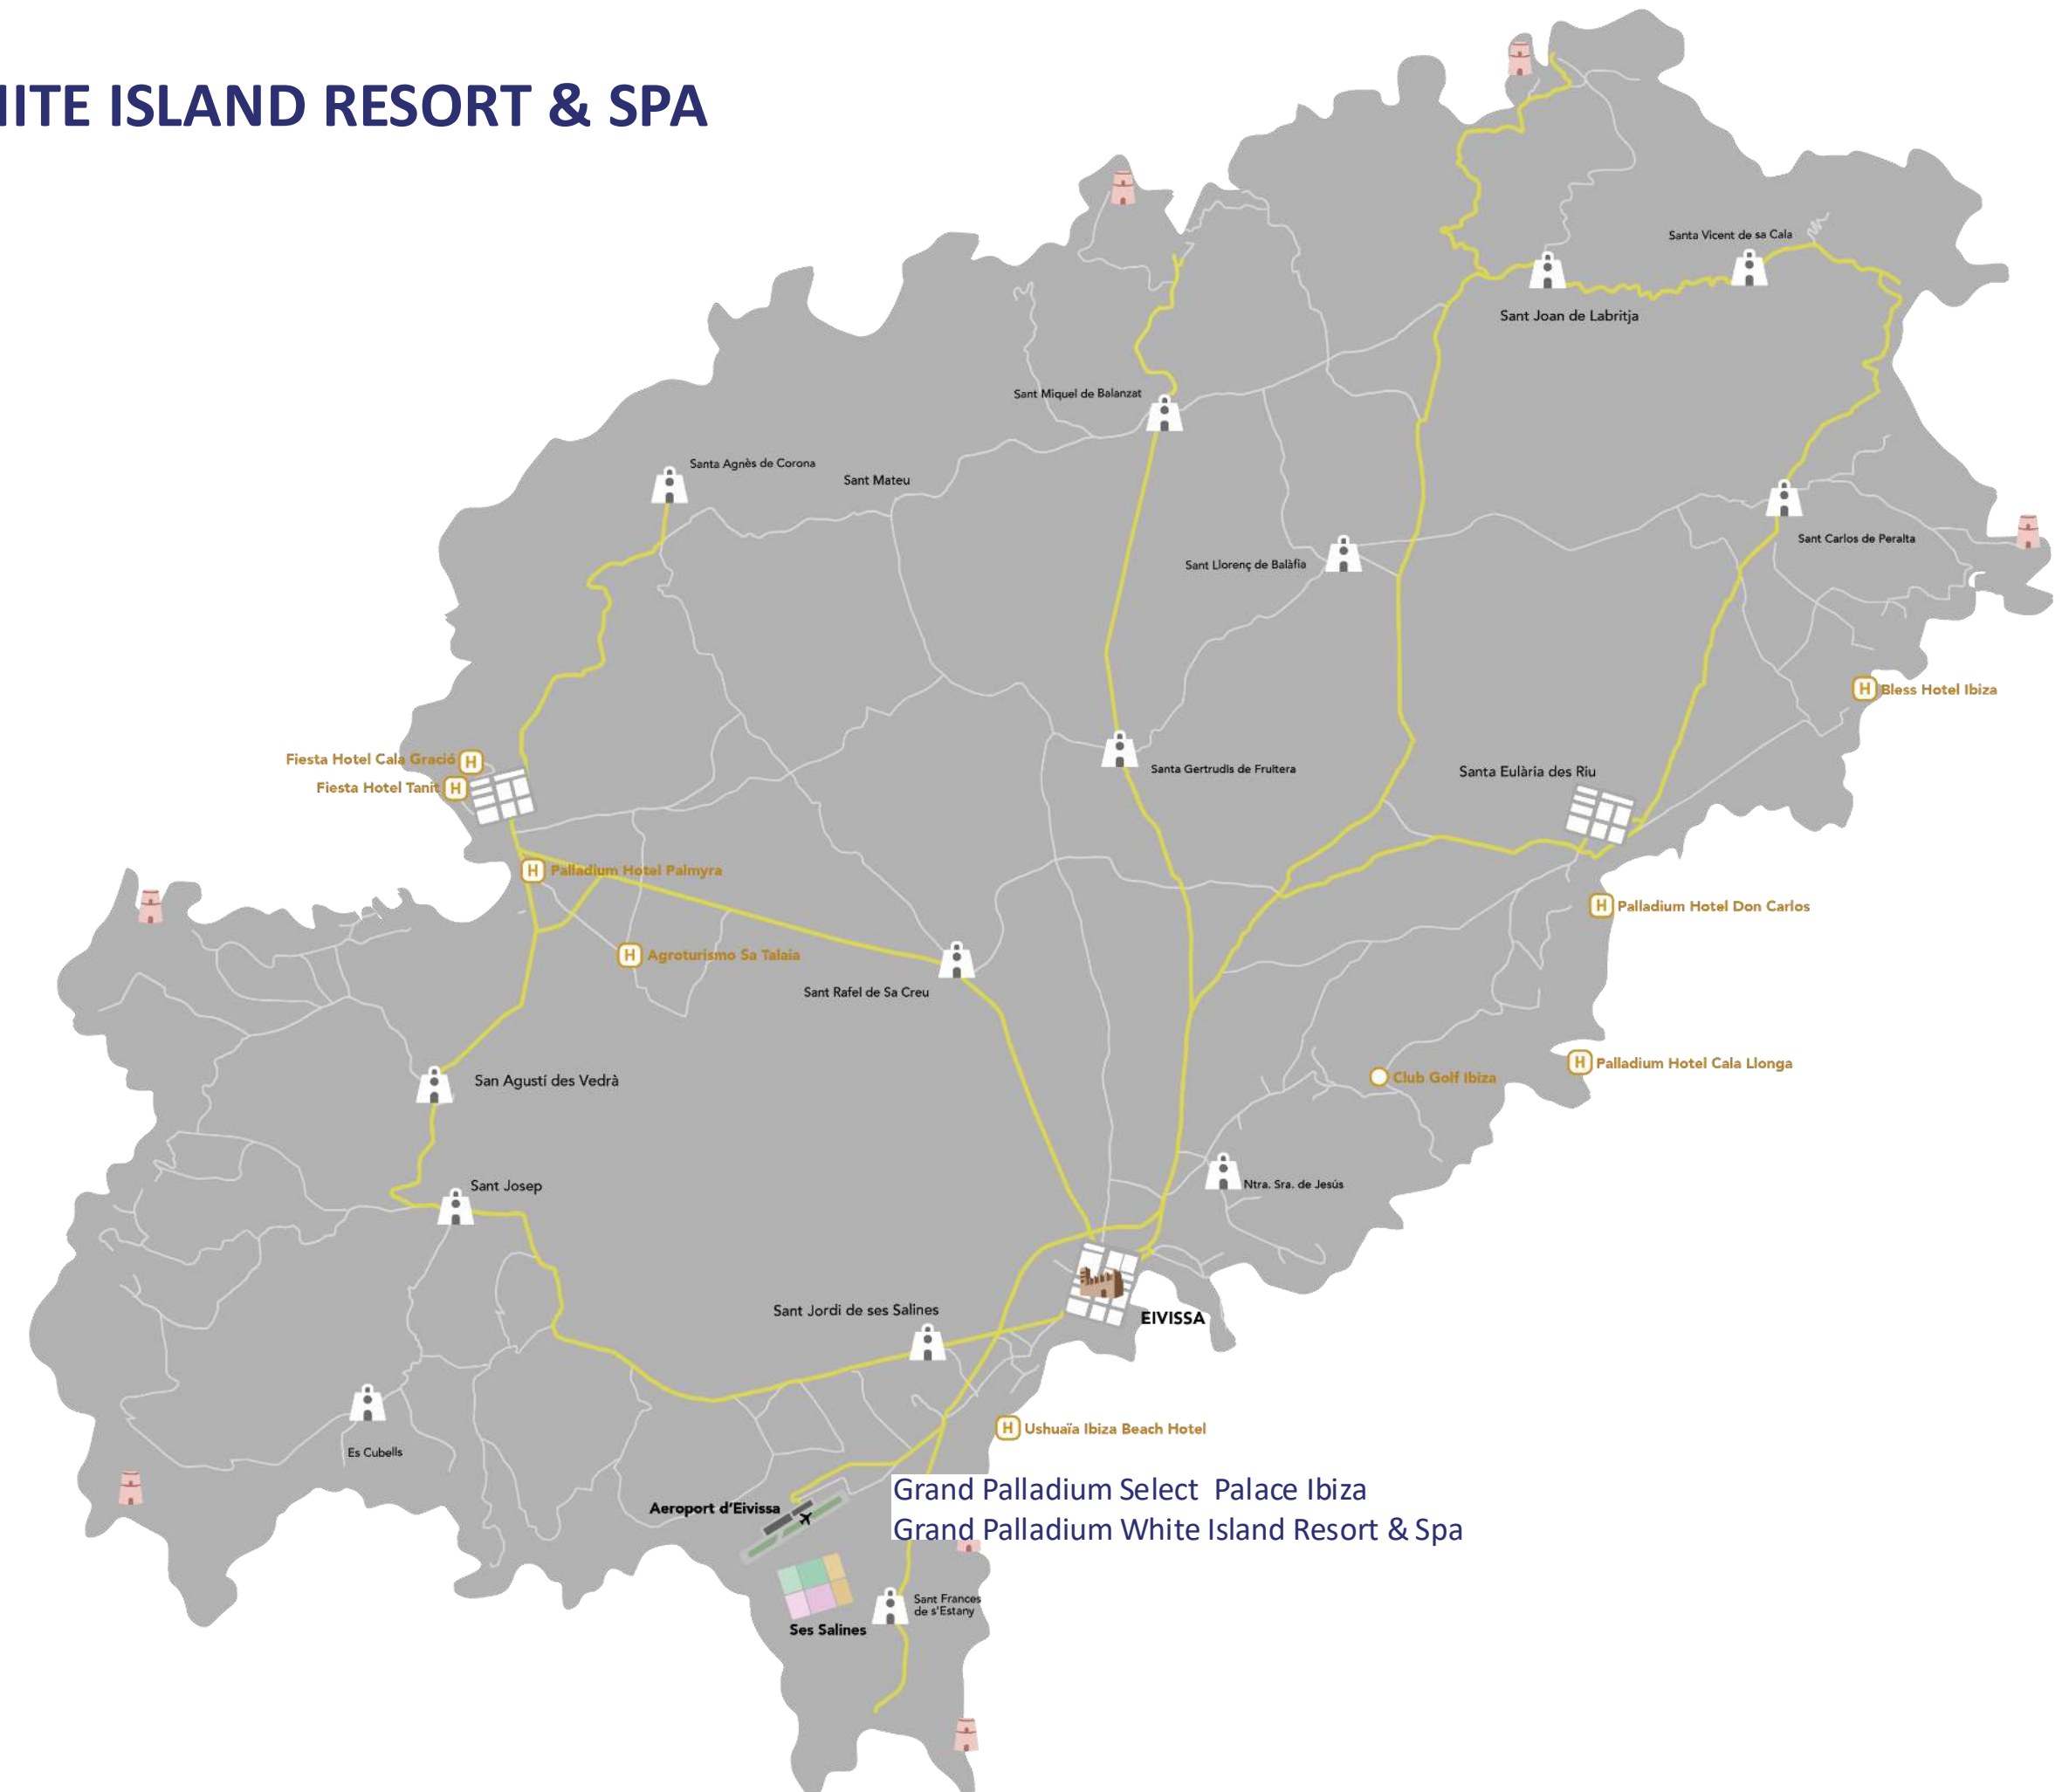 IITE ISLAND RESORT & SPA
Santa Vicent de sa Cala
Sant Joan de Labritja
Sant Miquel de Balanzat
Santa Agnès de Corona
Sant Mateu
Sant Carlos de Peralta
Sant Llorenç de Balàfia
H Bless Hotel Ibiza
Fiesta Hotel Cala Gració H
Santa Gertrudis de Fruitera
Santa Eulària des Riu
Fiesta Hotel Tanit H
H Palladium Hotel Palmyra
H Palladium Hotel Don Carlos
H Agroturismo Sa Talaia
Sant Rafel de Sa Creu
H Palladium Hotel Cala Llonga
Club Golf Ibiza
San Agustí des Vedrà
Sant Josep
Ntra. Sra. de Jesús
Sant Jordi de ses Salines
EIVISSA
H Ushuaïa Ibiza Beach Hotel
Es Cubells
Grand Palladium Select Palace Ibiza
Aeroport d'Eivissa
Grand Palladium White Island Resort & Spa
Sant Frances
de s'Estany
Ses Salines